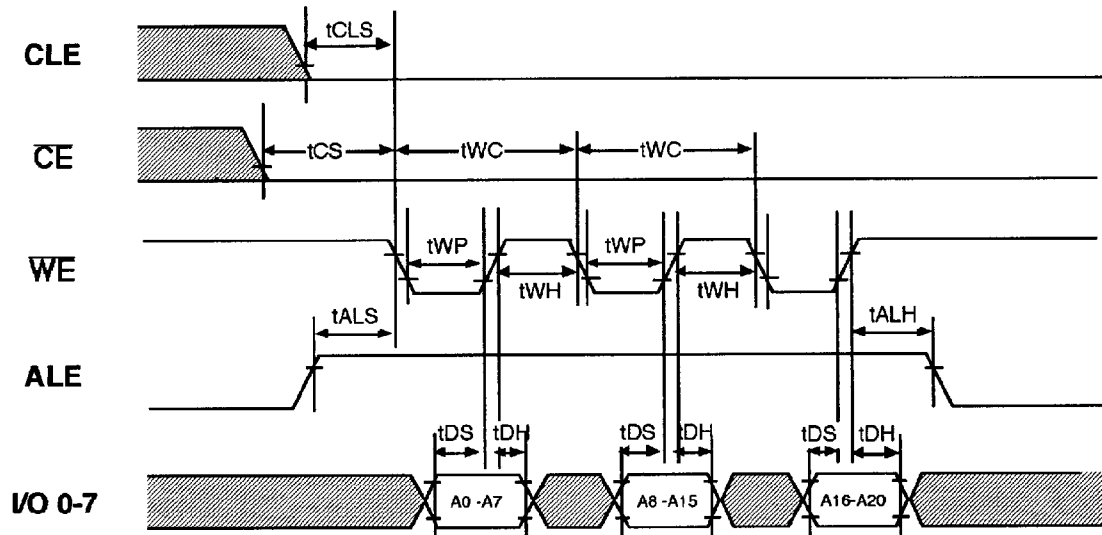 CLE
tCLS
CE
tCS
tWC
tWC
WE
tWP
tWH
tWP
tWH
tALS
tALH
ALE
tDS
tDH
tDS
tDH
tDS
tDH
I/O 0-7
A0 -A7
A8 -A15
A16-A20